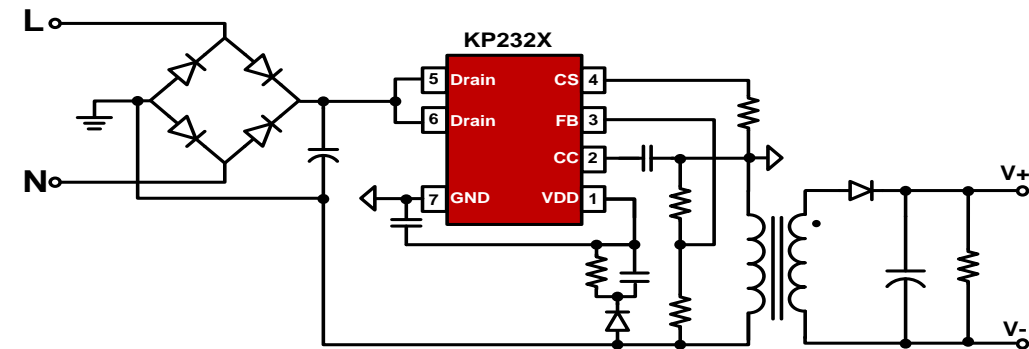 L
KP232X
5 Drain CS 4
6 Drain FB 3
CC 2
7 GND VDD 1
N
V+
V-